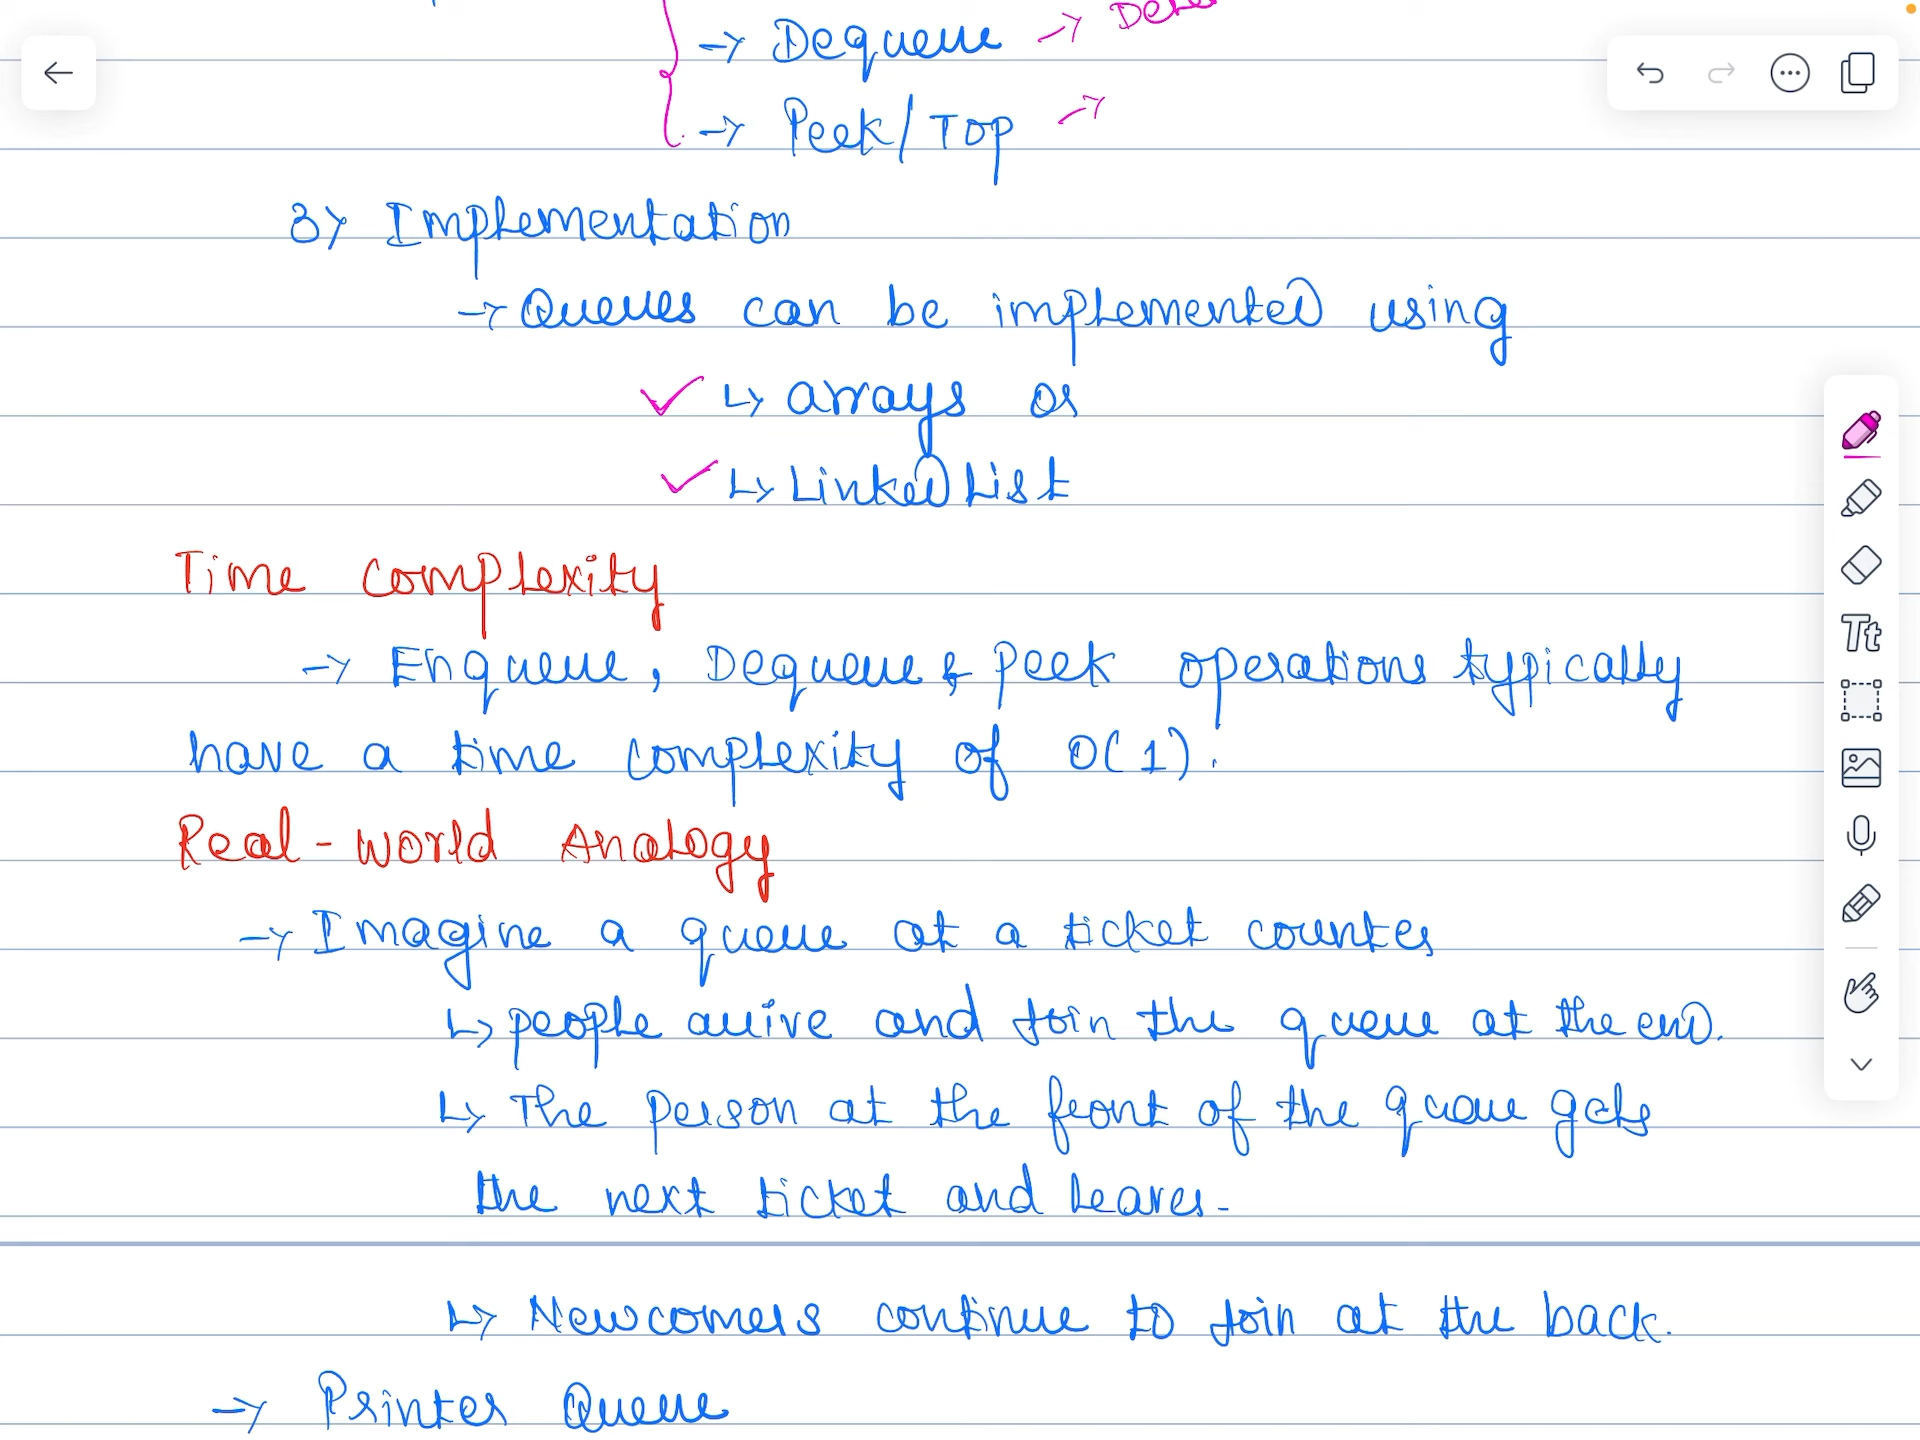 → Dequeue →
→ Peek/Top →
3) Implementation
→ Queues can be implemented using
↳ arrays or
↳ Linked List
Time complexity
→ Enqueue, Dequeue & peek operations typically
have a time complexity of O(1).
Real-world Analogy
→ Imagine a queue at a ticket counter
↳ people arrive and join the queue at the end.
↳ The person at the front of the queue gets
the next ticket and leaves.
↳ Newcomers continue to join at the back.
→ Printer Queue
Tt